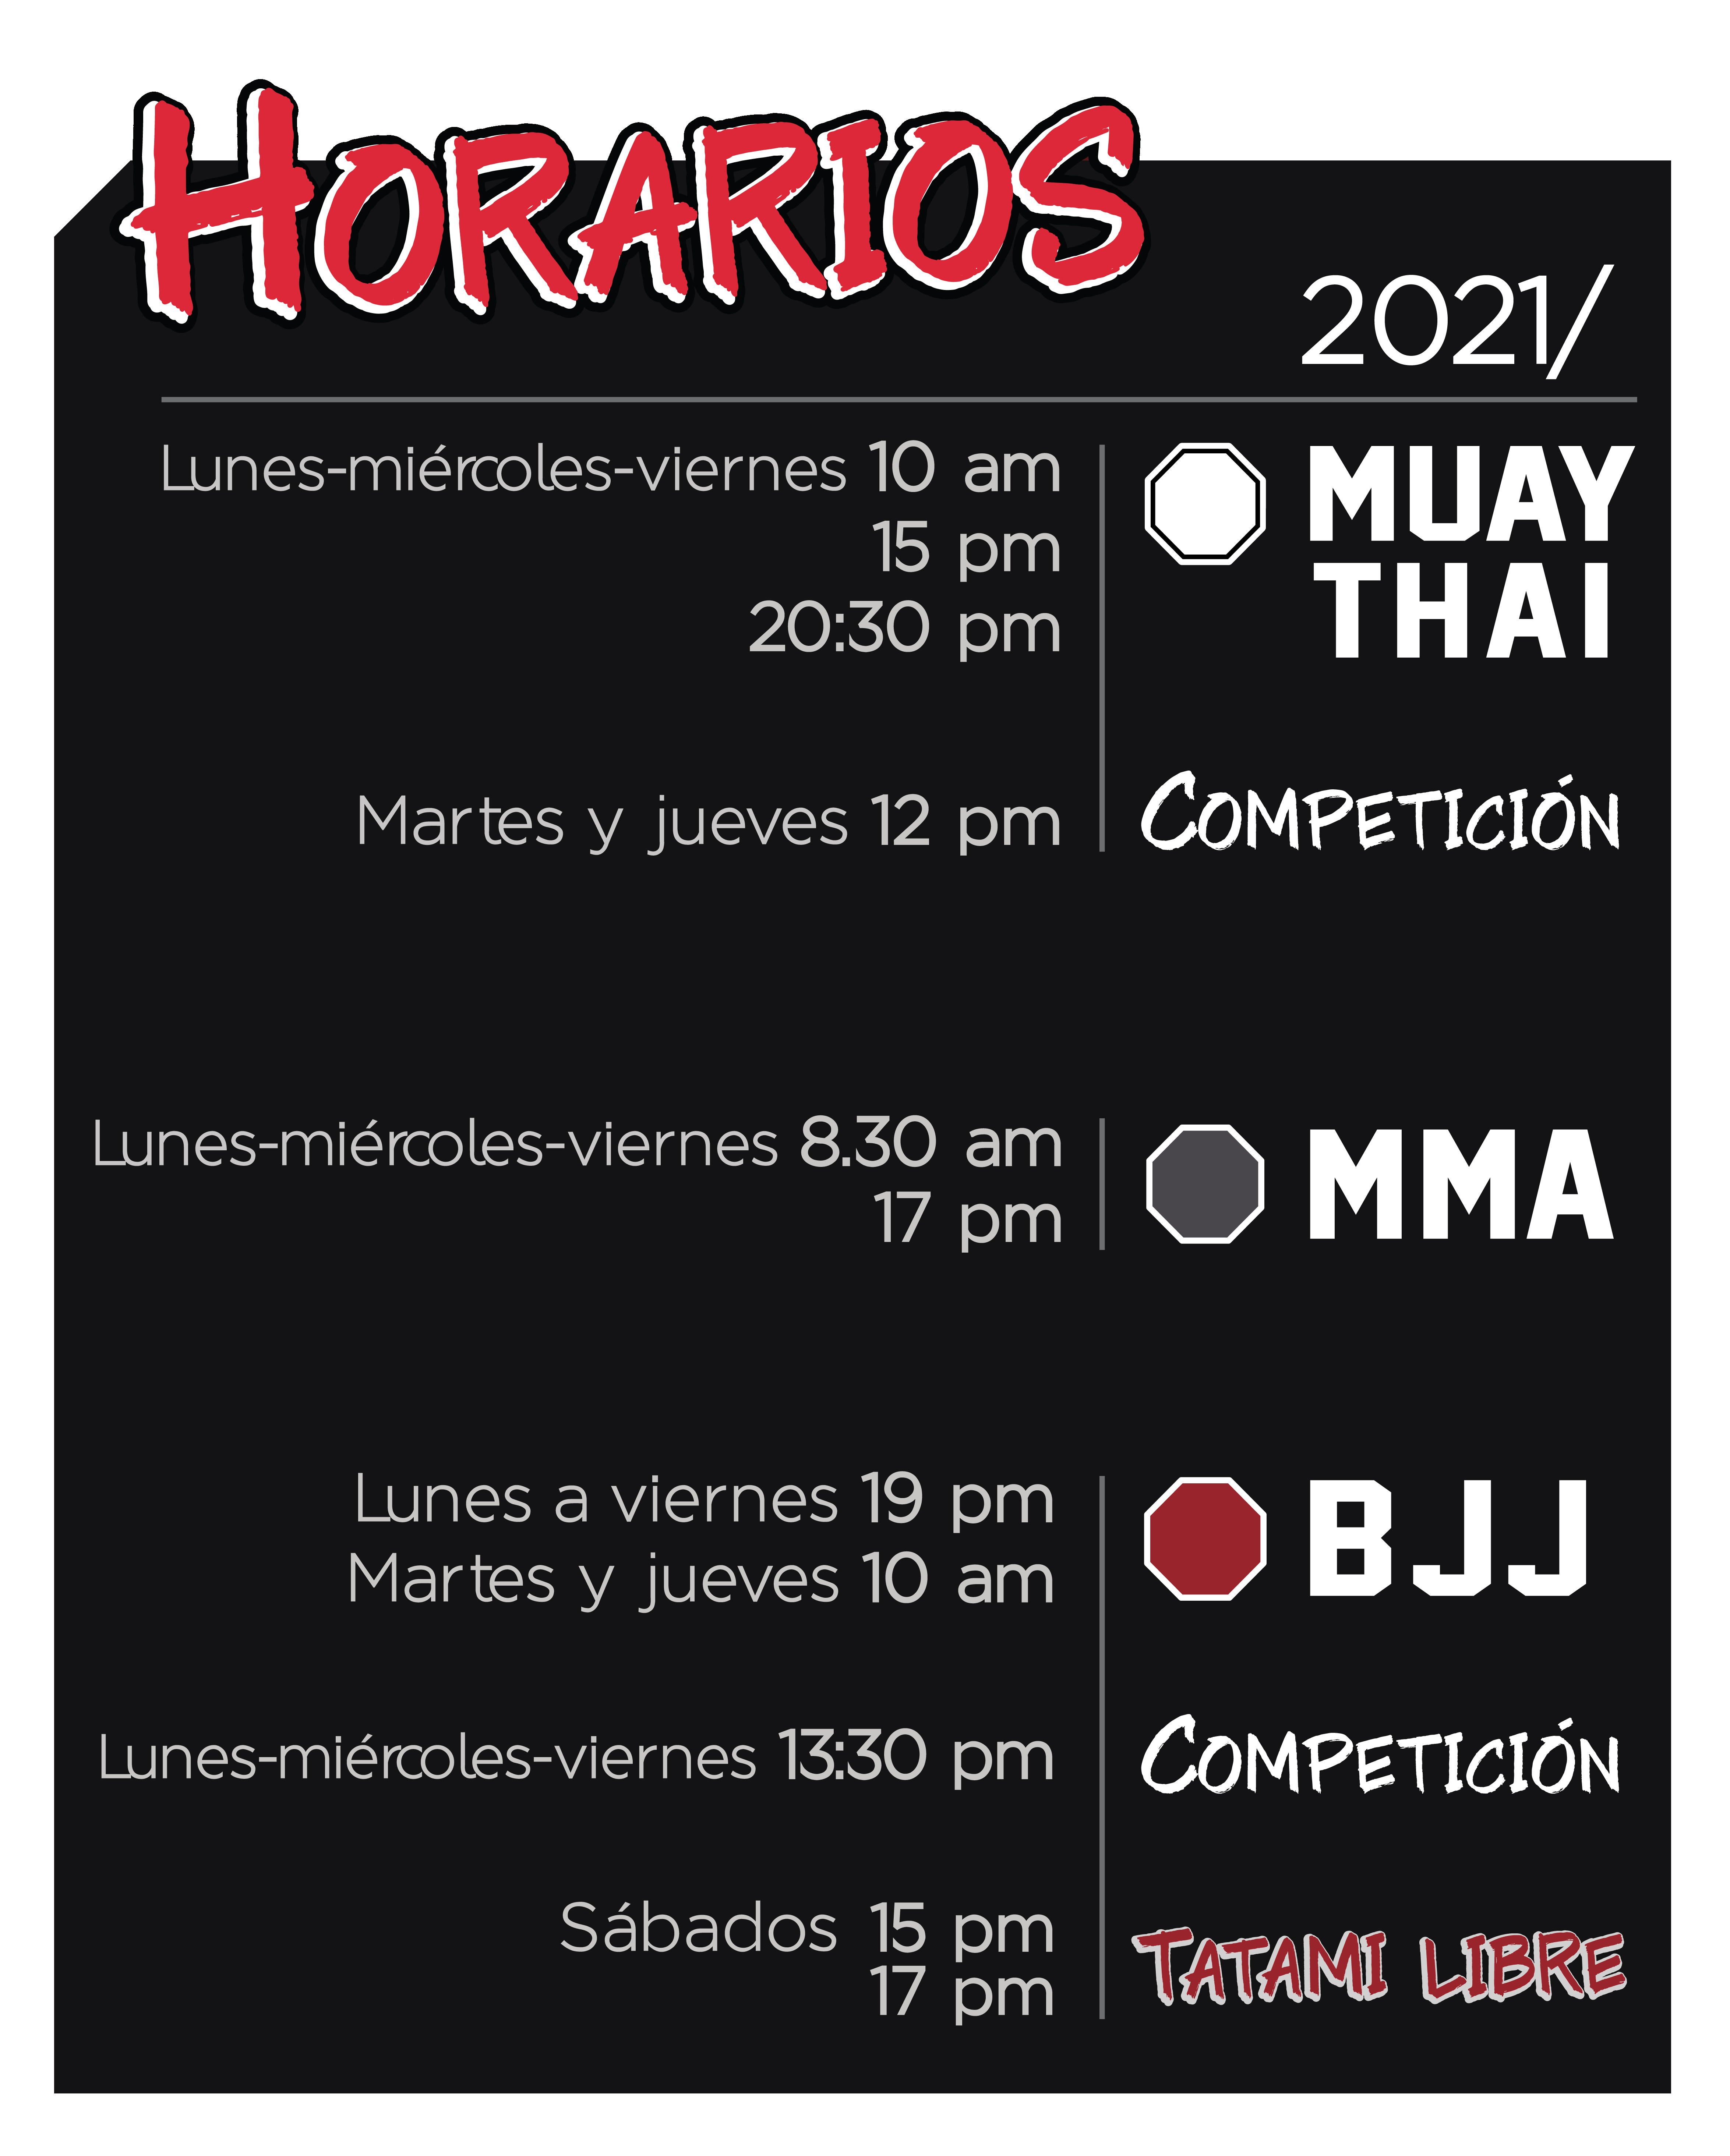 HORARIOS
2021/
Lunes-miércoles-viernes 10 am
15 pm
20:30 pm
MUAY
THAI
Martes y jueves 12 pm
COMPETICIÓN
Lunes-miércoles-viernes 8.30 am
17 pm
MMA
Lunes a viernes 19 pm
Martes y jueves 10 am
BJJ
Lunes-miércoles-viernes 13:30 pm
COMPETICIÓN
Sábados 15 pm
17 pm
TATAMI LIBRE